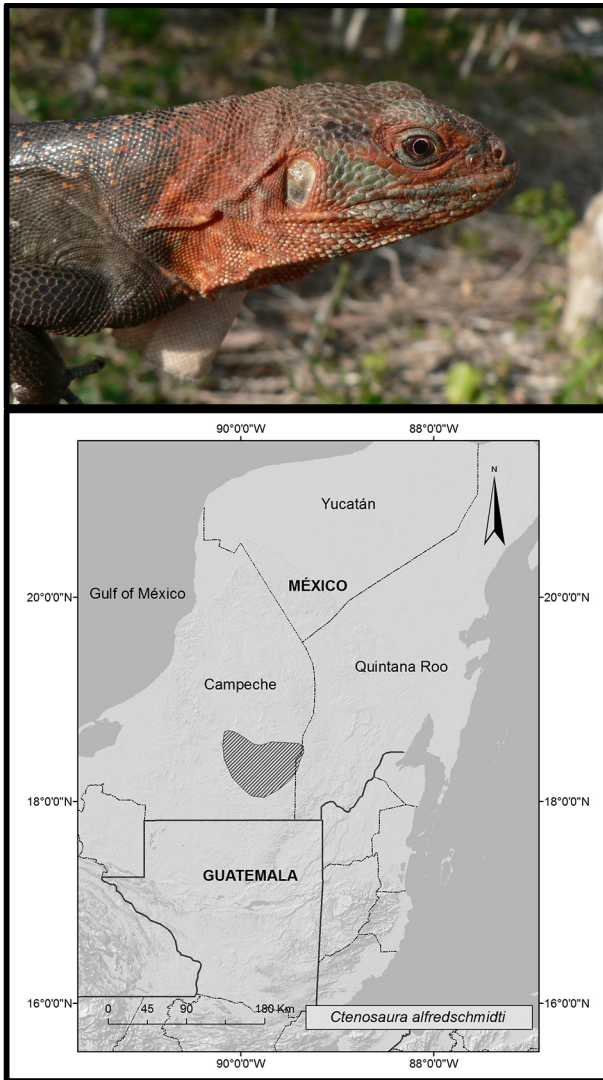 90°0'0"W 88°0'0"W
N
Yucatán
20°0'0"N MÉXICO 20°0'0"N
Gulf of México
Quintana Roo
Campeche
18°0'0"N 18°0'0"N
GUATEMALA
16°0'0"N 16°0'0"N
0 45 90 180 Km
Ctenosaura alfredschmidti
90°0'0"W 88°0'0"W